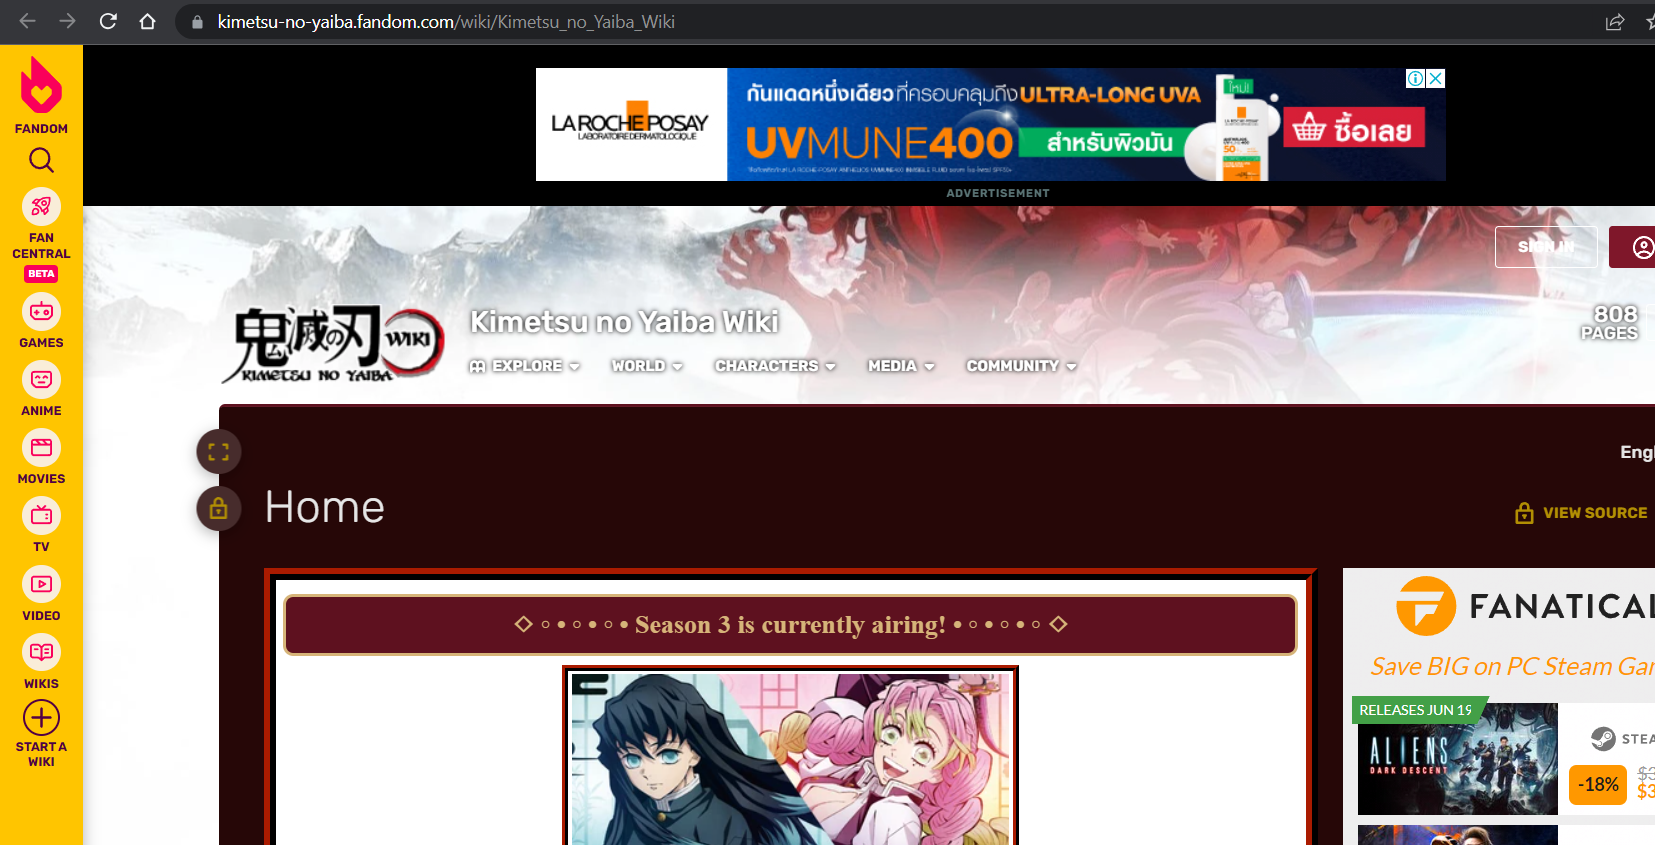 kimetsu-no-yaiba.fandom.com/wiki/Kimetsu_no_Yaiba_Wiki
FANDOM
FAN
CENTRAL
BETA
GAMES
ANIME
MOVIES
TV
VIDEO
WIKIS
START A
WIKI
LA ROCHE POSAY
LABORATOIRE DERMATOLOGIQUE
กันแดดหนึ่งเดียวที่ครอบคลุมถึง ULTRA-LONG UVA
UVMUNE400
สำหรับผิวมัน
ใหม่!
ซื้อเลย
ADVERTISEMENT
SIGN IN
鬼滅の刃
WIKI
KIMETSU NO YAIBA
Kimetsu no Yaiba Wiki
808
PAGES
EXPLORE
WORLD
CHARACTERS
MEDIA
COMMUNITY
Engl
Home
VIEW SOURCE
Season 3 is currently airing!
FANATICAL
Save BIG on PC Steam Gar
RELEASES JUN 19
ALIENS
DARK DESCENT
STEA
-18%
$3
$3